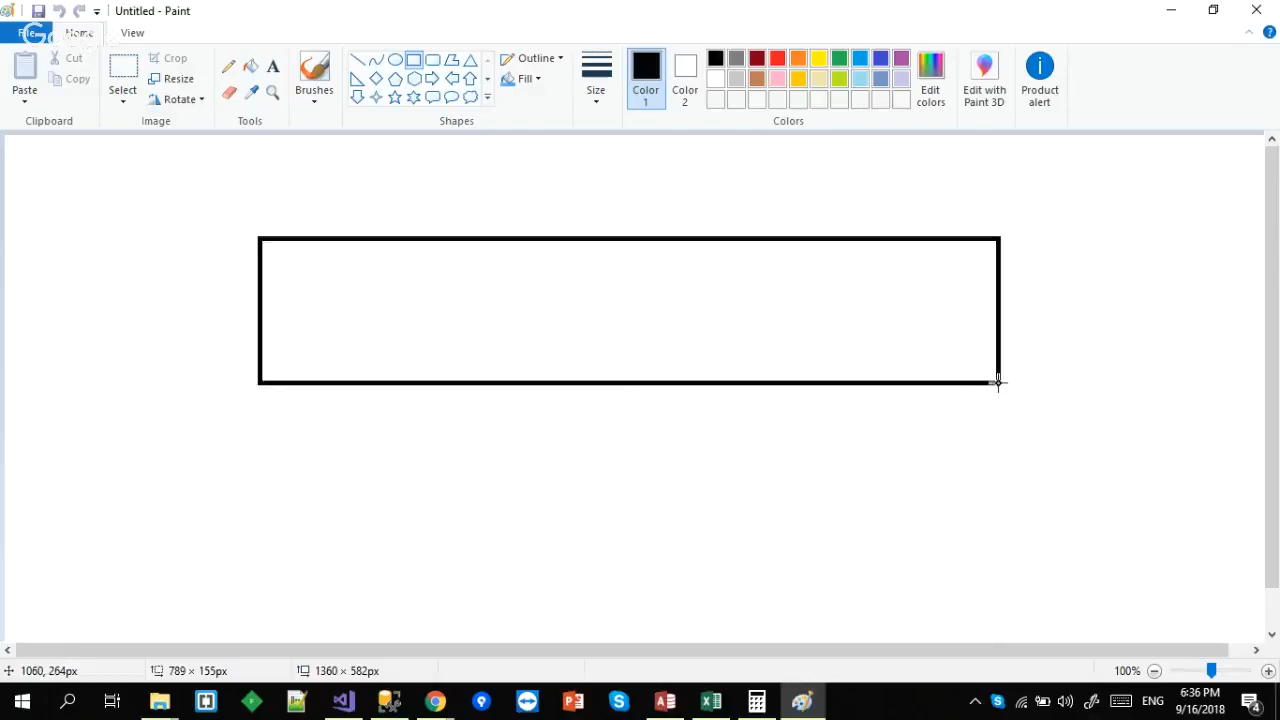 Untitled - Paint
File Home View
Google
Paste
Cut
Copy
Clipboard
Select
Crop
Resize
Rotate
Image
A
Tools
Brushes
Outline
Fill
Shapes
Size
Color 1
Color 2
Edit colors
Colors
Edit with Paint 3D
Product alert
1060, 264px
789 × 155px
1360 × 582px
100%
ENG
6:36 PM
9/16/2018
4